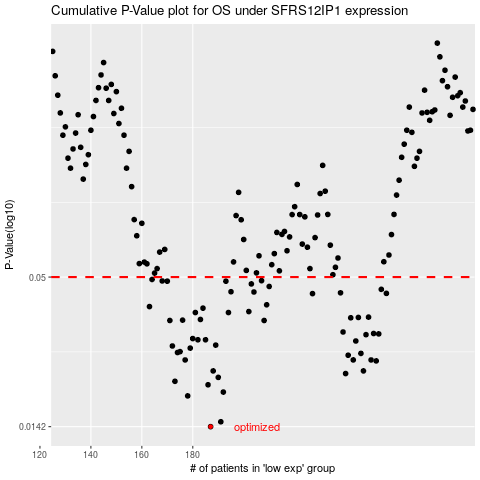 Cumulative P-Value plot for OS under SFRS12IP1 expression
P-Value(log10)
0.05
0.0142
optimized
120 140 160 180
# of patients in 'low exp' group